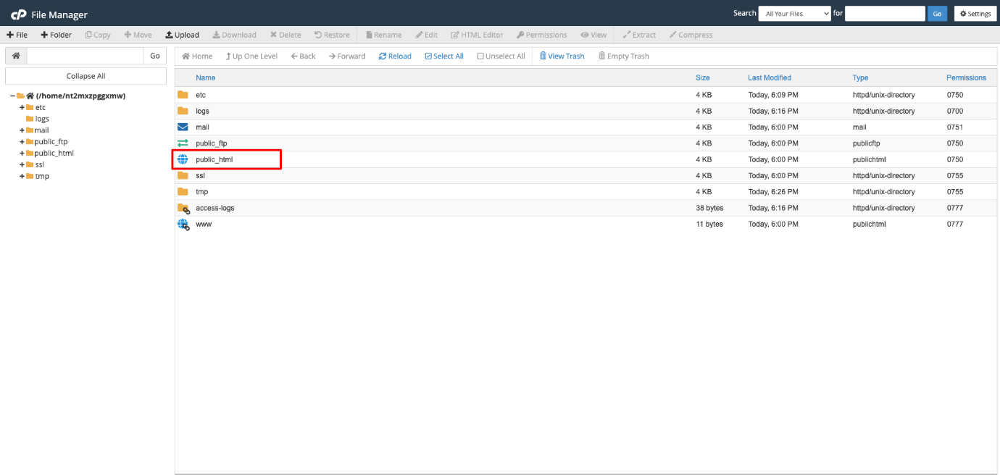 cP File Manager Search All Your Files for Go Settings
File Folder Copy Move Upload Download Delete Restore Rename Edit HTML Editor Permissions View Extract Compress
Go
Home Up One Level Back Forward Reload Select All Unselect All View Trash Empty Trash
Collapse All
(/home/nt2mxzpggxmw)
etc
logs
mail
public_ftp
public_html
ssl
tmp
Name Size Last Modified Type Permissions
etc 4 KB Today, 6:09 PM httpd/unix-directory 0750
logs 4 KB Today, 6:16 PM httpd/unix-directory 0700
mail 4 KB Today, 6:00 PM mail 0751
public_ftp 4 KB Today, 6:00 PM publicftp 0750
public_html 4 KB Today, 6:00 PM publichtml 0750
ssl 4 KB Today, 6:00 PM httpd/unix-directory 0755
tmp 4 KB Today, 6:26 PM httpd/unix-directory 0755
access-logs 38 bytes Today, 6:16 PM httpd/unix-directory 0777
www 11 bytes Today, 6:00 PM publichtml 0777